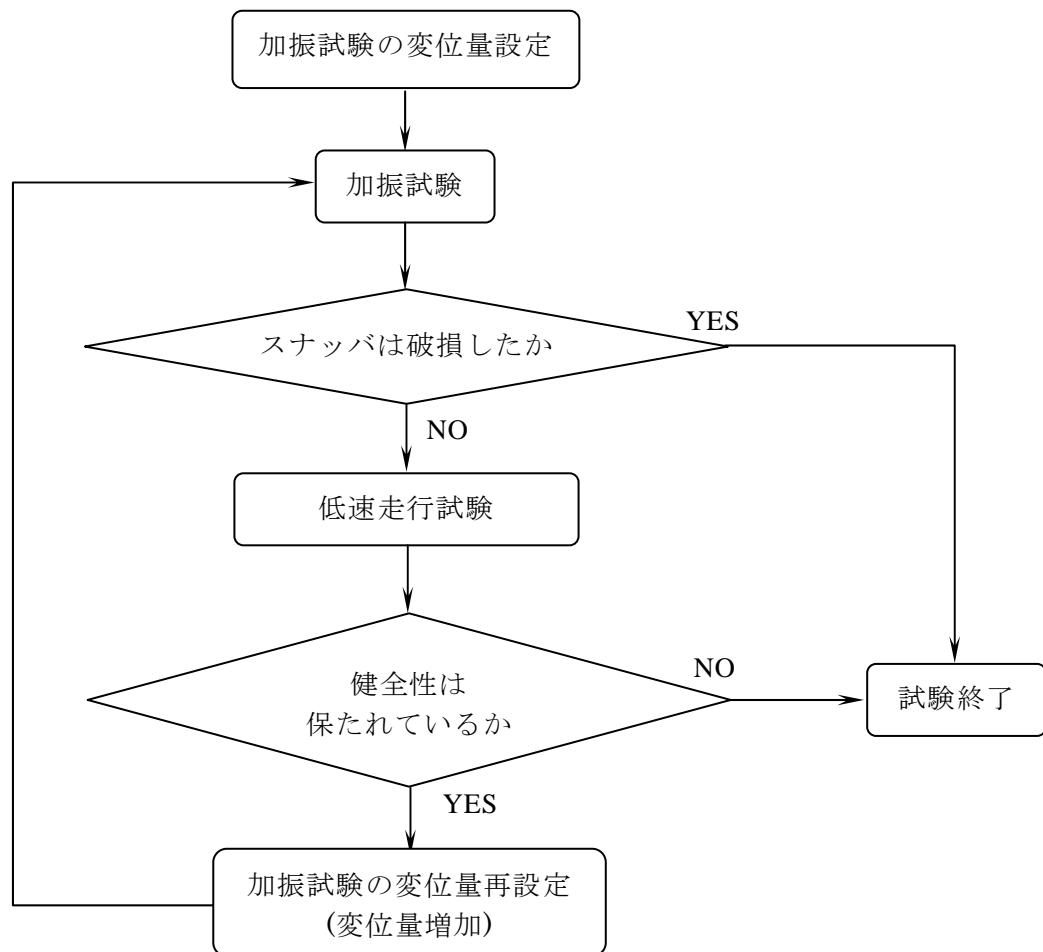 加振試験の変位量設定
加振試験
スナッバは破損したか
YES
NO
低速走行試験
健全性は
保たれているか
NO
試験終了
YES
加振試験の変位量再設定
(変位量増加)